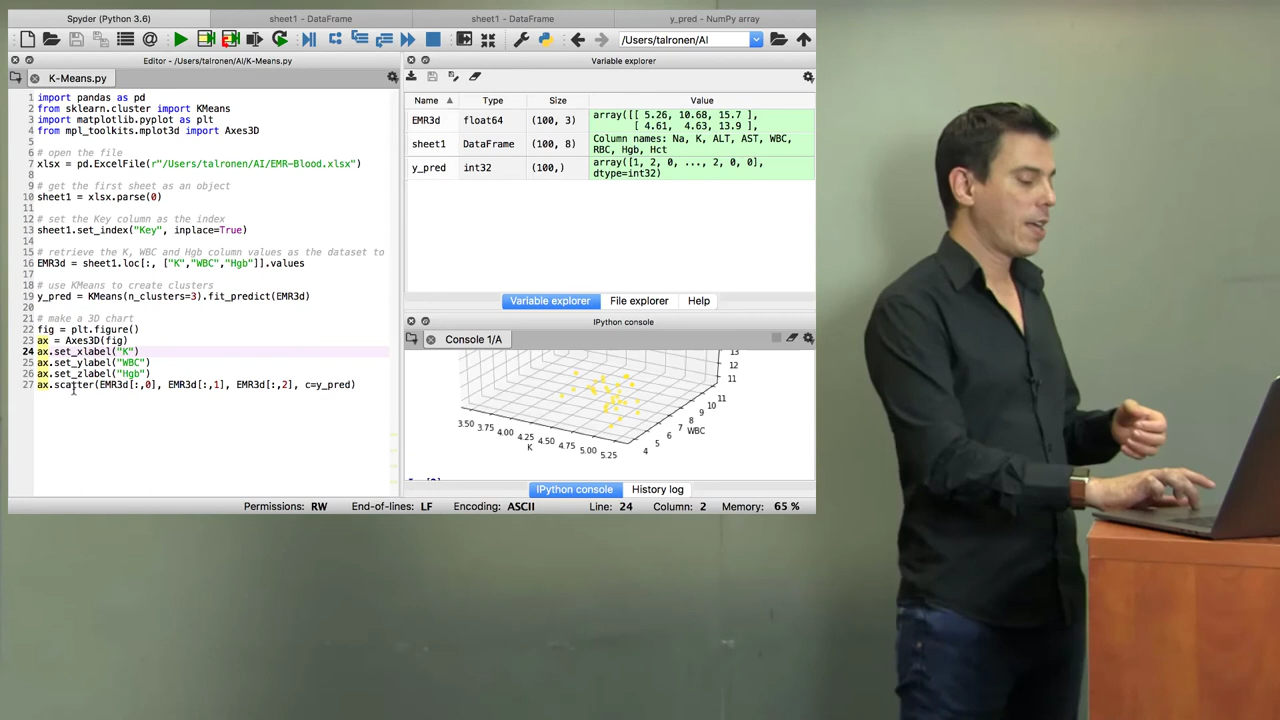 Spyder (Python 3.6)
sheet1 - DataFrame
sheet1 - DataFrame
y_pred - NumPy array
/Users/talronen/AI
Editor - /Users/talronen/AI/K-Means.py
K-Means.py
1 import pandas as pd
2 from sklearn.cluster import KMeans
3 import matplotlib.pyplot as plt
4 from mpl_toolkits.mplot3d import Axes3D
5
6 # open the file
7 xlsx = pd.ExcelFile(r"/Users/talronen/AI/EMR-Blood.xlsx")
8
9 # get the first sheet as an object
10 sheet1 = xlsx.parse(0)
11
12 # set the Key column as the index
13 sheet1.set_index("Key", inplace=True)
14
15 # retrieve the K, WBC and Hgb column values as the dataset to
16 EMR3d = sheet1.loc[:, ["K","WBC","Hgb"]].values
17
18 # use KMeans to create clusters
19 y_pred = KMeans(n_clusters=3).fit_predict(EMR3d)
20
21 # make a 3D chart
22 fig = plt.figure()
23 ax = Axes3D(fig)
24 ax.set_xlabel("K")
25 ax.set_ylabel("WBC")
26 ax.set_zlabel("Hgb")
27 ax.scatter(EMR3d[:,0], EMR3d[:,1], EMR3d[:,2], c=y_pred)
Variable explorer
Name Type Size Value
EMR3d float64 (100, 3) array([[ 5.26, 10.68, 15.7 ],
[ 4.61, 4.63, 13.9 ],
sheet1 DataFrame (100, 8) Column names: Na, K, ALT, AST, WBC,
RBC, Hgb, Hct
y_pred int32 (100,) array([1, 2, 0, ..., 2, 0, 0],
dtype=int32)
Variable explorer File explorer Help
IPython console
Console 1/A
13
12
11
3.50 3.75 4.00 4.25 4.50 4.75 5.00 5.25
K
4 5 6 7 8 9 10 11
WBC
IPython console History log
Permissions: RW End-of-lines: LF Encoding: ASCII Line: 24 Column: 2 Memory: 65 %